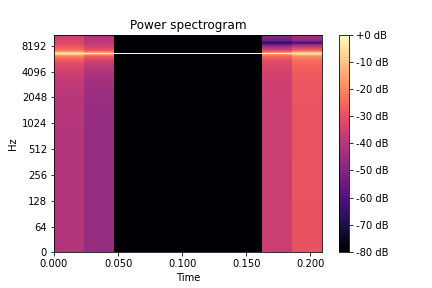 Power spectrogram
Hz
8192
4096
2048
1024
512
256
128
64
0
0.000 0.050 0.100 0.150 0.200
Time
+0 dB
-10 dB
-20 dB
-30 dB
-40 dB
-50 dB
-60 dB
-70 dB
-80 dB